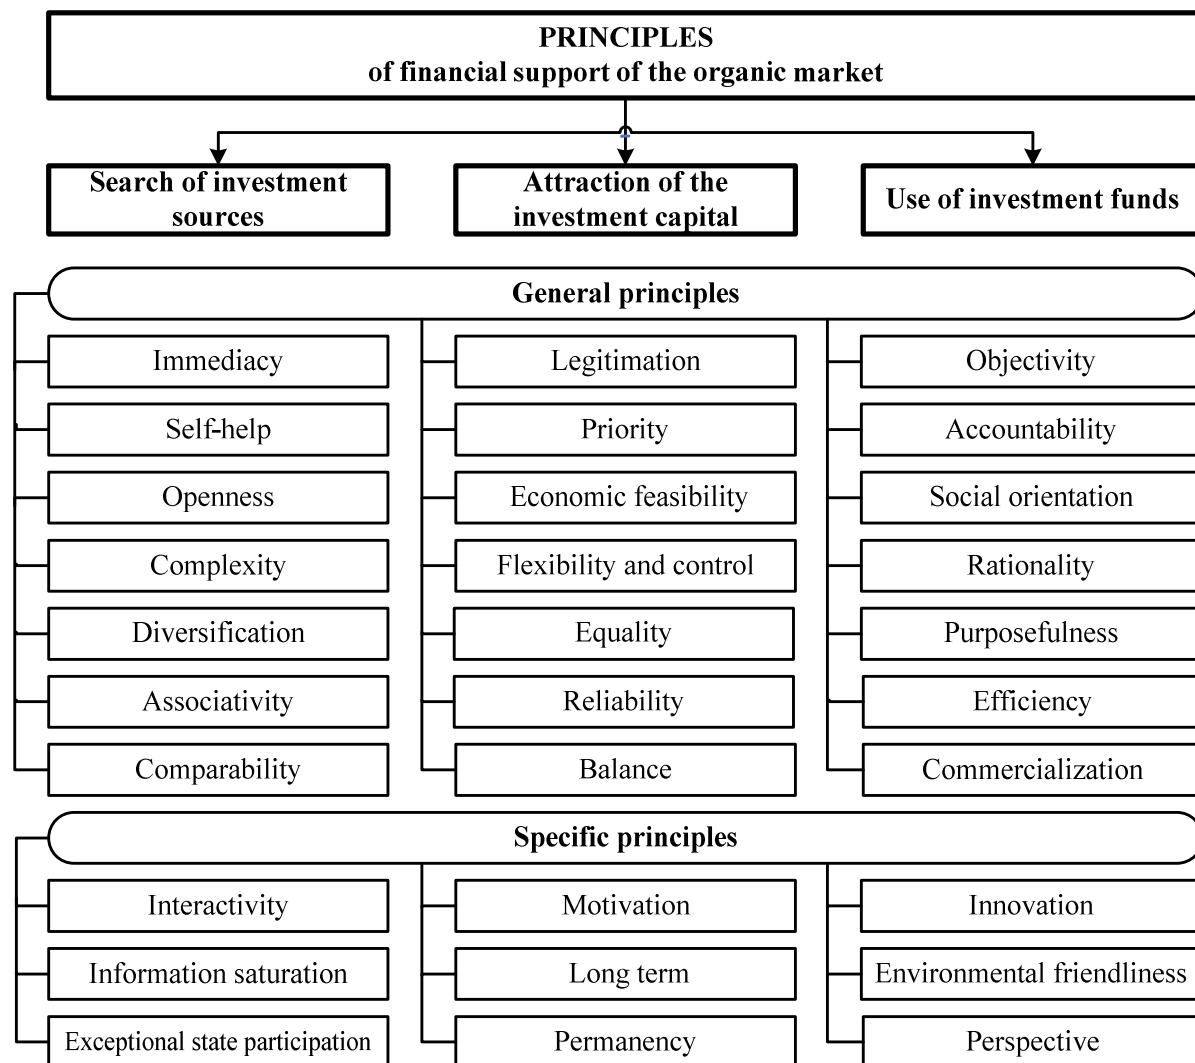 PRINCIPLES
of financial support of the organic market
Search of investment
sources
Attraction of the
investment capital
Use of investment funds
General principles
Immediacy
Legitimation
Objectivity
Self-help
Priority
Accountability
Openness
Economic feasibility
Social orientation
Complexity
Flexibility and control
Rationality
Diversification
Equality
Purposefulness
Associativity
Reliability
Efficiency
Comparability
Balance
Commercialization
Specific principles
Interactivity
Motivation
Innovation
Information saturation
Long term
Environmental friendliness
Exceptional state participation
Permanency
Perspective